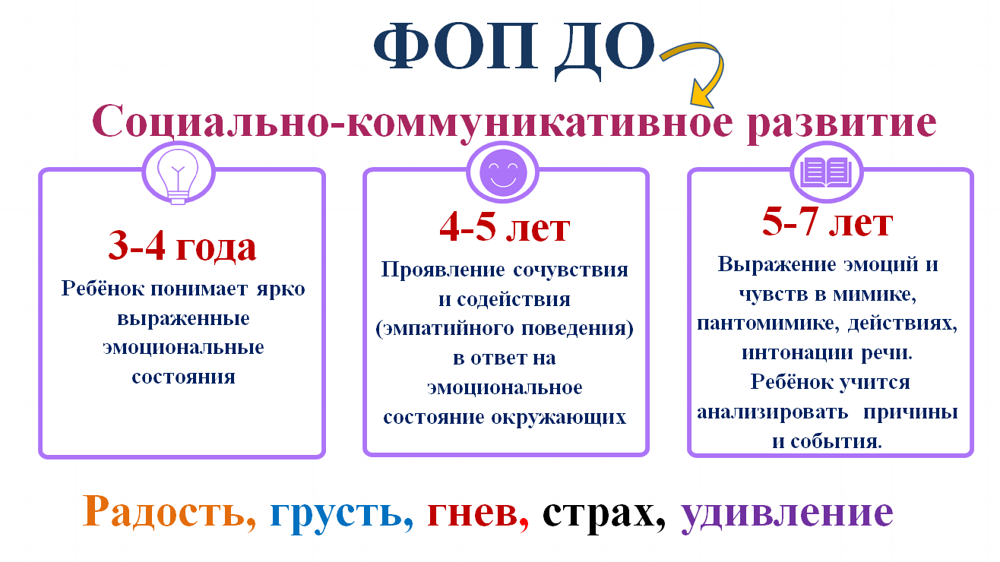 ФОП ДО
Социально-коммуникативное развитие
3-4 года
Ребёнок понимает ярко
выраженные
эмоциональные
состояния
4-5 лет
Проявление сочувствия
и содействия
(эмпатийного поведения)
в ответ на
эмоциональное
состояние окружающих
5-7 лет
Выражение эмоций и
чувств в мимике,
пантомимике, действиях,
интонации речи.
Ребёнок учится
анализировать причины
и события.
Радость, грусть, гнев, страх, удивление